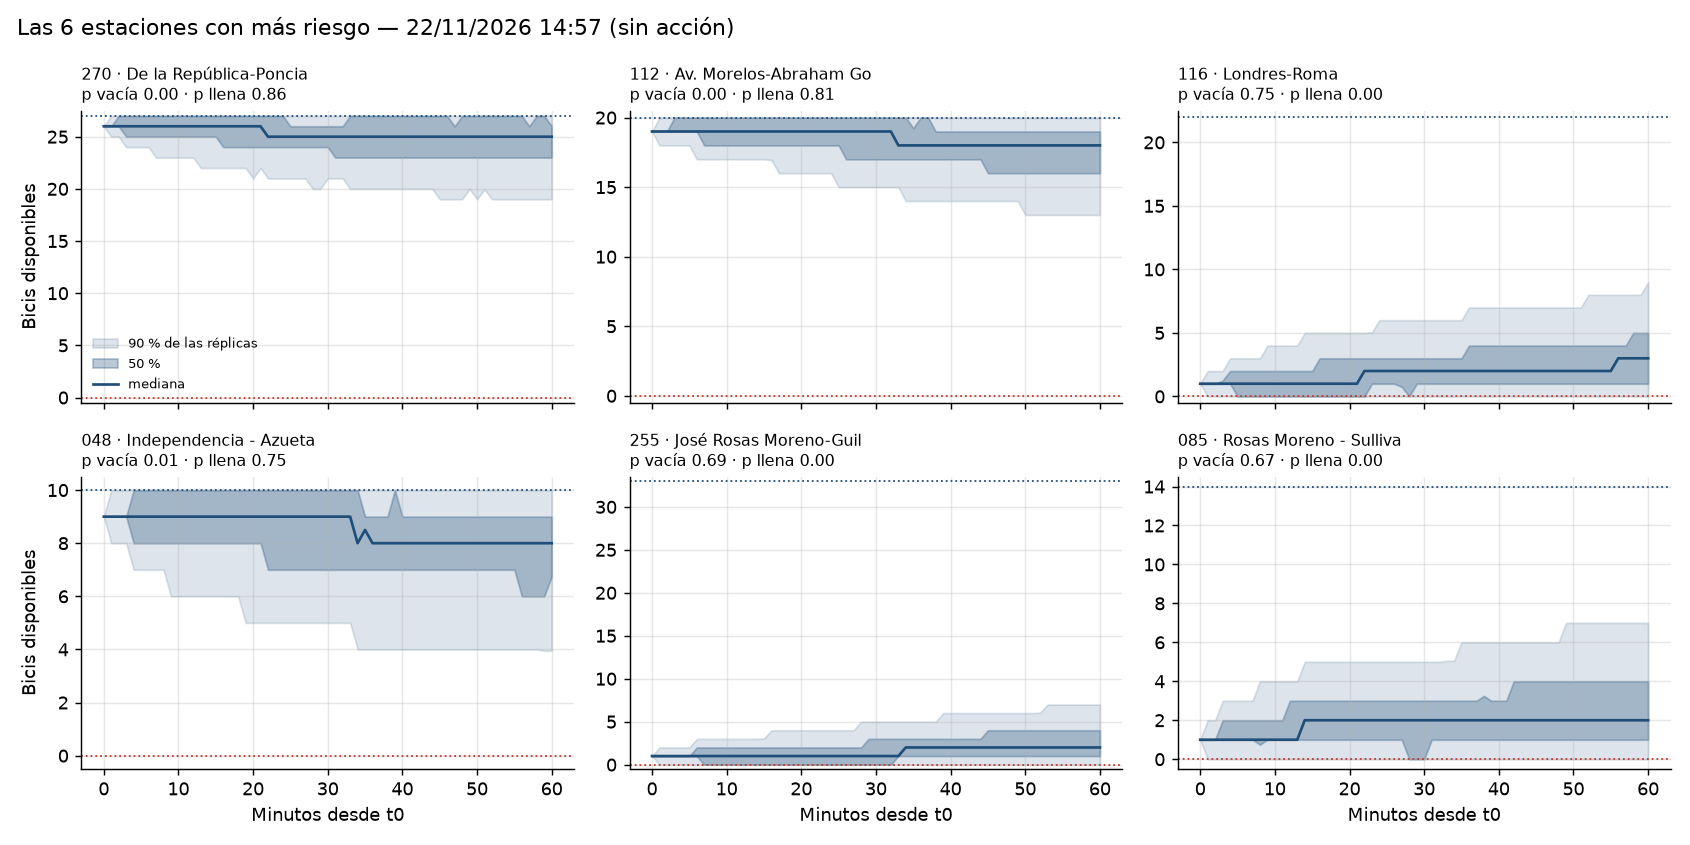 Las 6 estaciones con más riesgo — 22/11/2026 14:57 (sin acción)
270 · De la República-Poncia
p vacía 0.00 · p llena 0.86
Bicis disponibles
25
20
15
10
5
0
90 % de las réplicas
50 %
mediana
112 · Av. Morelos-Abraham Go
p vacía 0.00 · p llena 0.81
20
15
10
5
0
116 · Londres-Roma
p vacía 0.75 · p llena 0.00
20
15
10
5
0
048 · Independencia - Azueta
p vacía 0.01 · p llena 0.75
Bicis disponibles
10
8
6
4
2
0
0 10 20 30 40 50 60
Minutos desde t0
255 · José Rosas Moreno-Guil
p vacía 0.69 · p llena 0.00
30
25
20
15
10
5
0
0 10 20 30 40 50 60
Minutos desde t0
085 · Rosas Moreno - Sulliva
p vacía 0.67 · p llena 0.00
14
12
10
8
6
4
2
0
0 10 20 30 40 50 60
Minutos desde t0